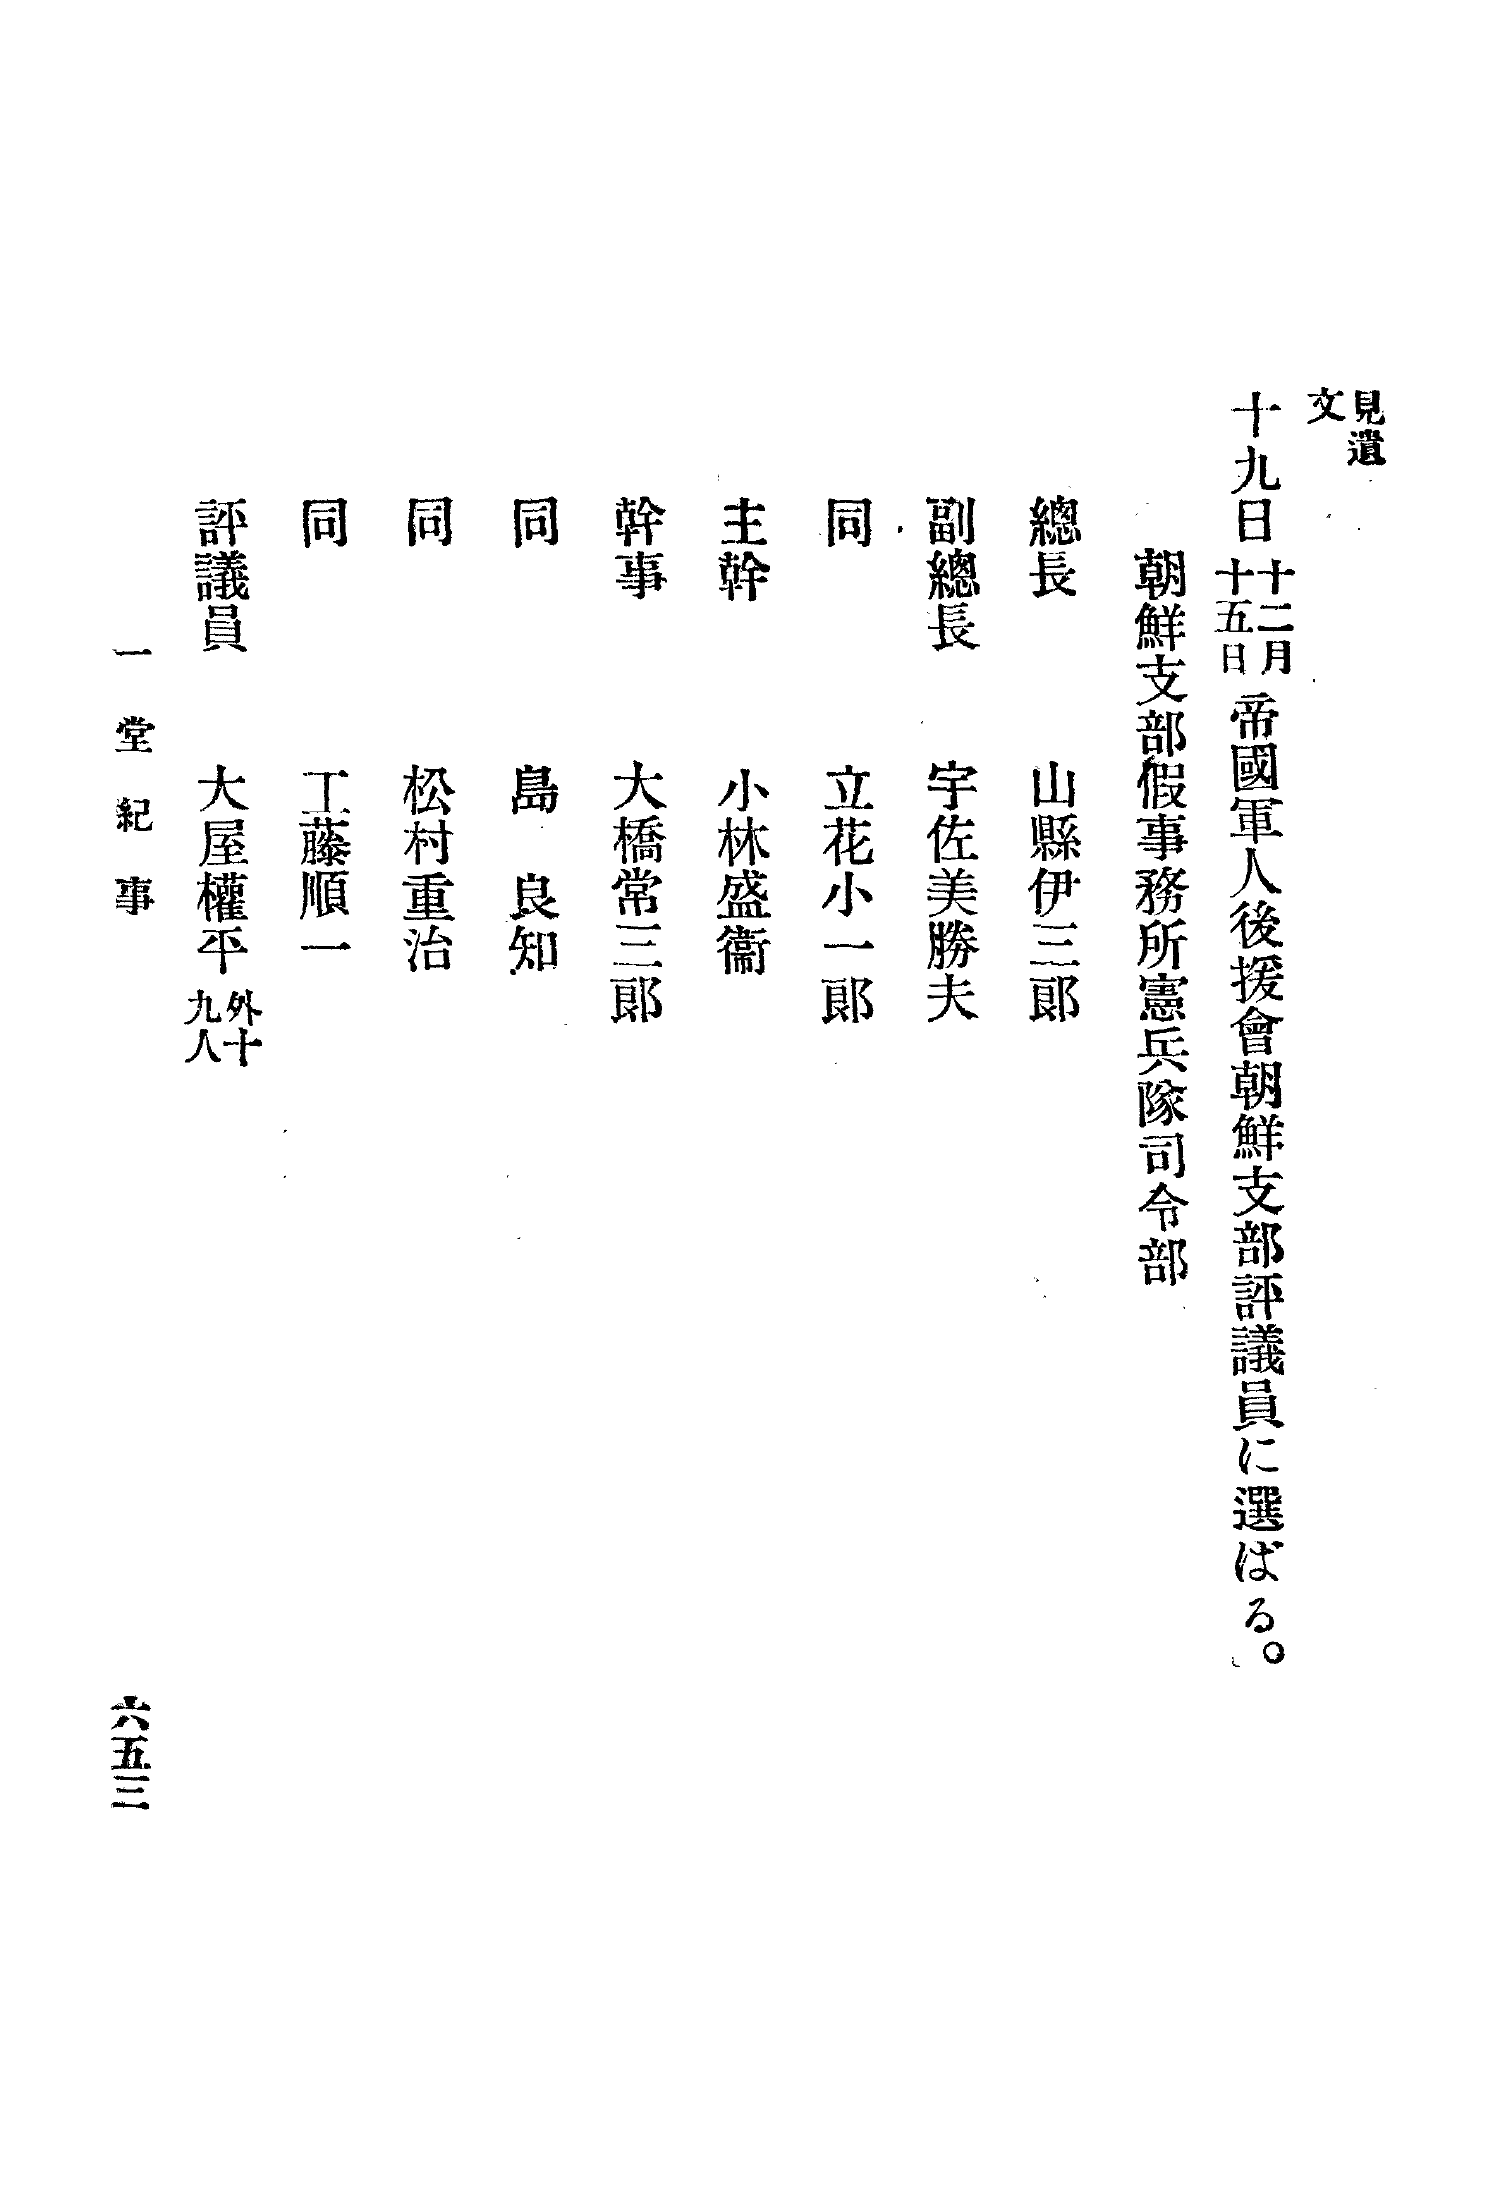 見遺
文
十九日 十二月十五日 帝國軍人後援會朝鮮支部評議員に選ばる。
朝鮮支部假事務所憲兵隊司令部
總長 山縣伊三郞
副總長 宇佐美勝夫
同 立花小一郞
主幹 小林盛衞
幹事 大橋常三郞
同 島良知
同 松村重治
同 工藤順一
評議員 大屋權平 外十九人
一堂紀事
六五三